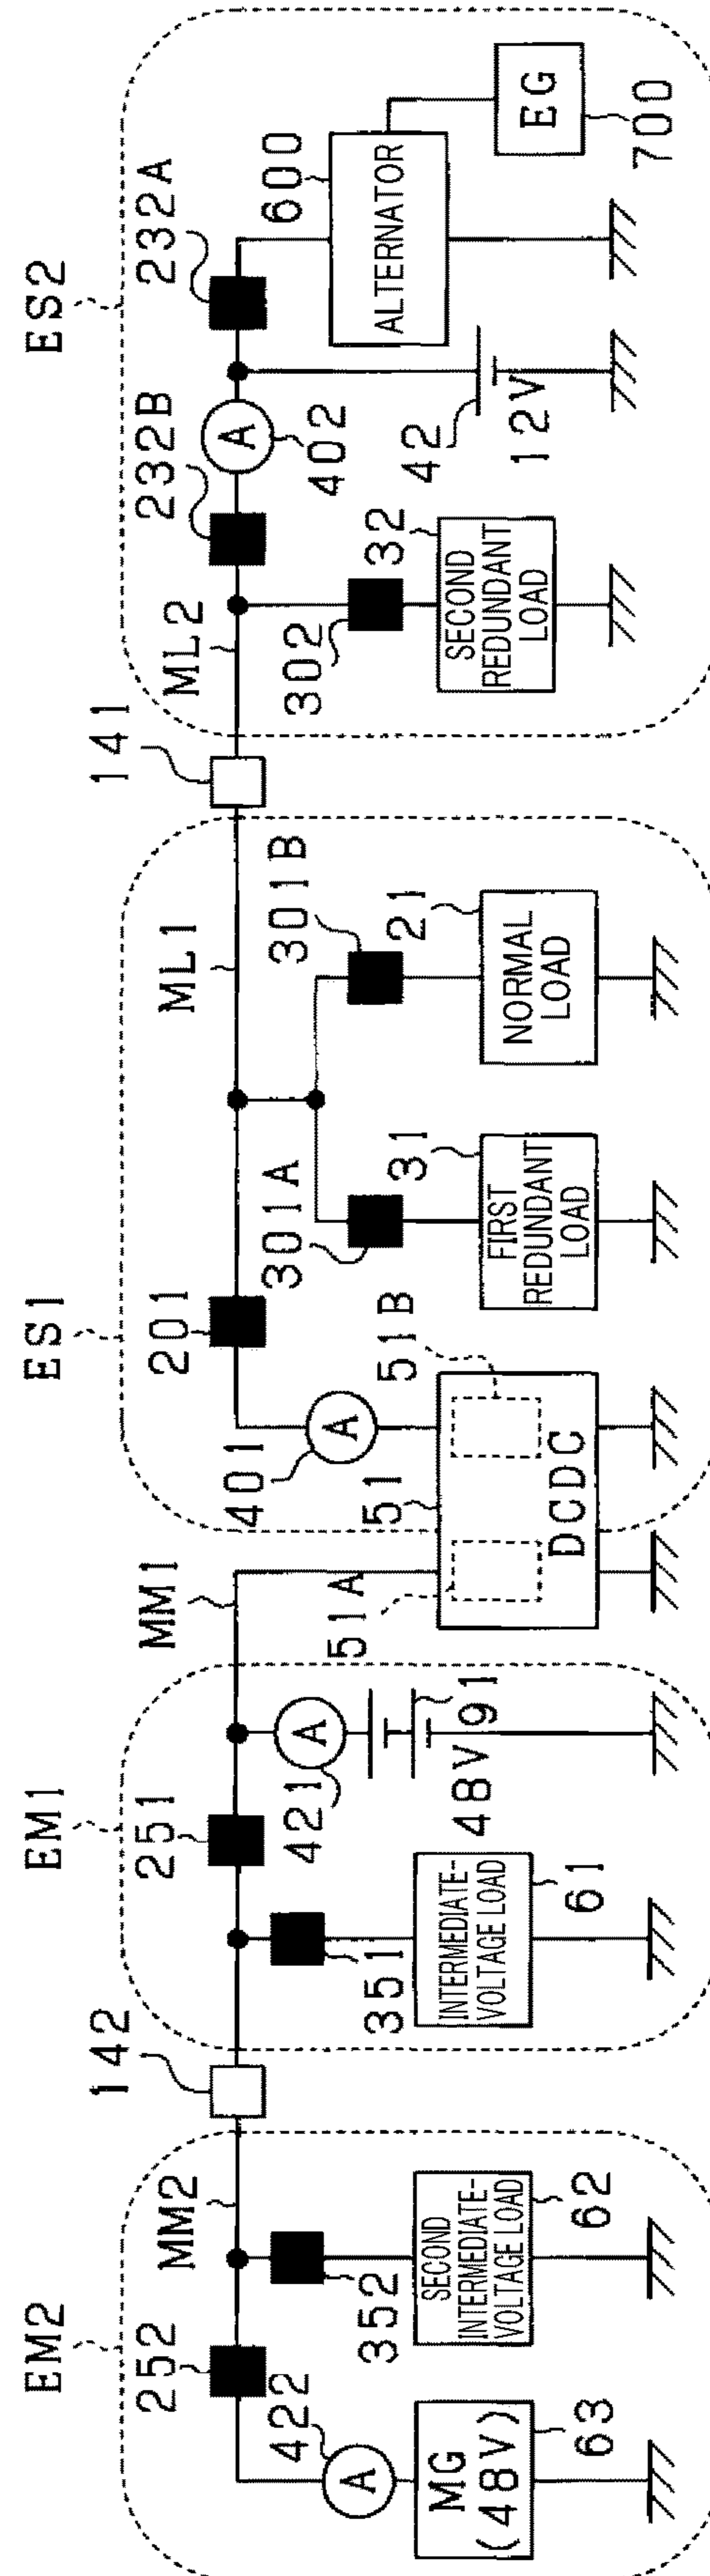 EM2
EM1
ES1
ES2
142
141
252
MM2
251
MM1
201
ML1
ML2
232B
232A
422
A
352
351
421
A
401
A
301A
301B
302
A
402
600
MG
(48V)
63
SECOND
INTERMEDIATE-
VOLTAGE LOAD
62
INTERMEDIATE-
VOLTAGE LOAD
61
48V
91
51A
51
51B
DCDC
FIRST
REDUNDANT
LOAD
31
NORMAL
LOAD
21
SECOND
REDUNDANT
LOAD
32
42
12V
ALTERNATOR
EG
700